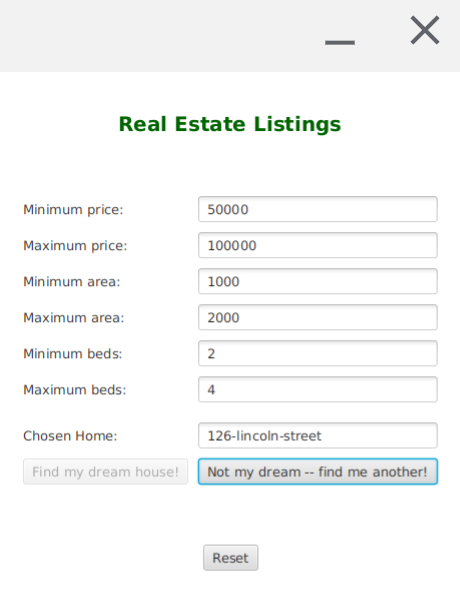 Real Estate Listings
Minimum price: 50000
Maximum price: 100000
Minimum area: 1000
Maximum area: 2000
Minimum beds: 2
Maximum beds: 4
Chosen Home: 126-lincoln-street
Find my dream house! Not my dream -- find me another!
Reset